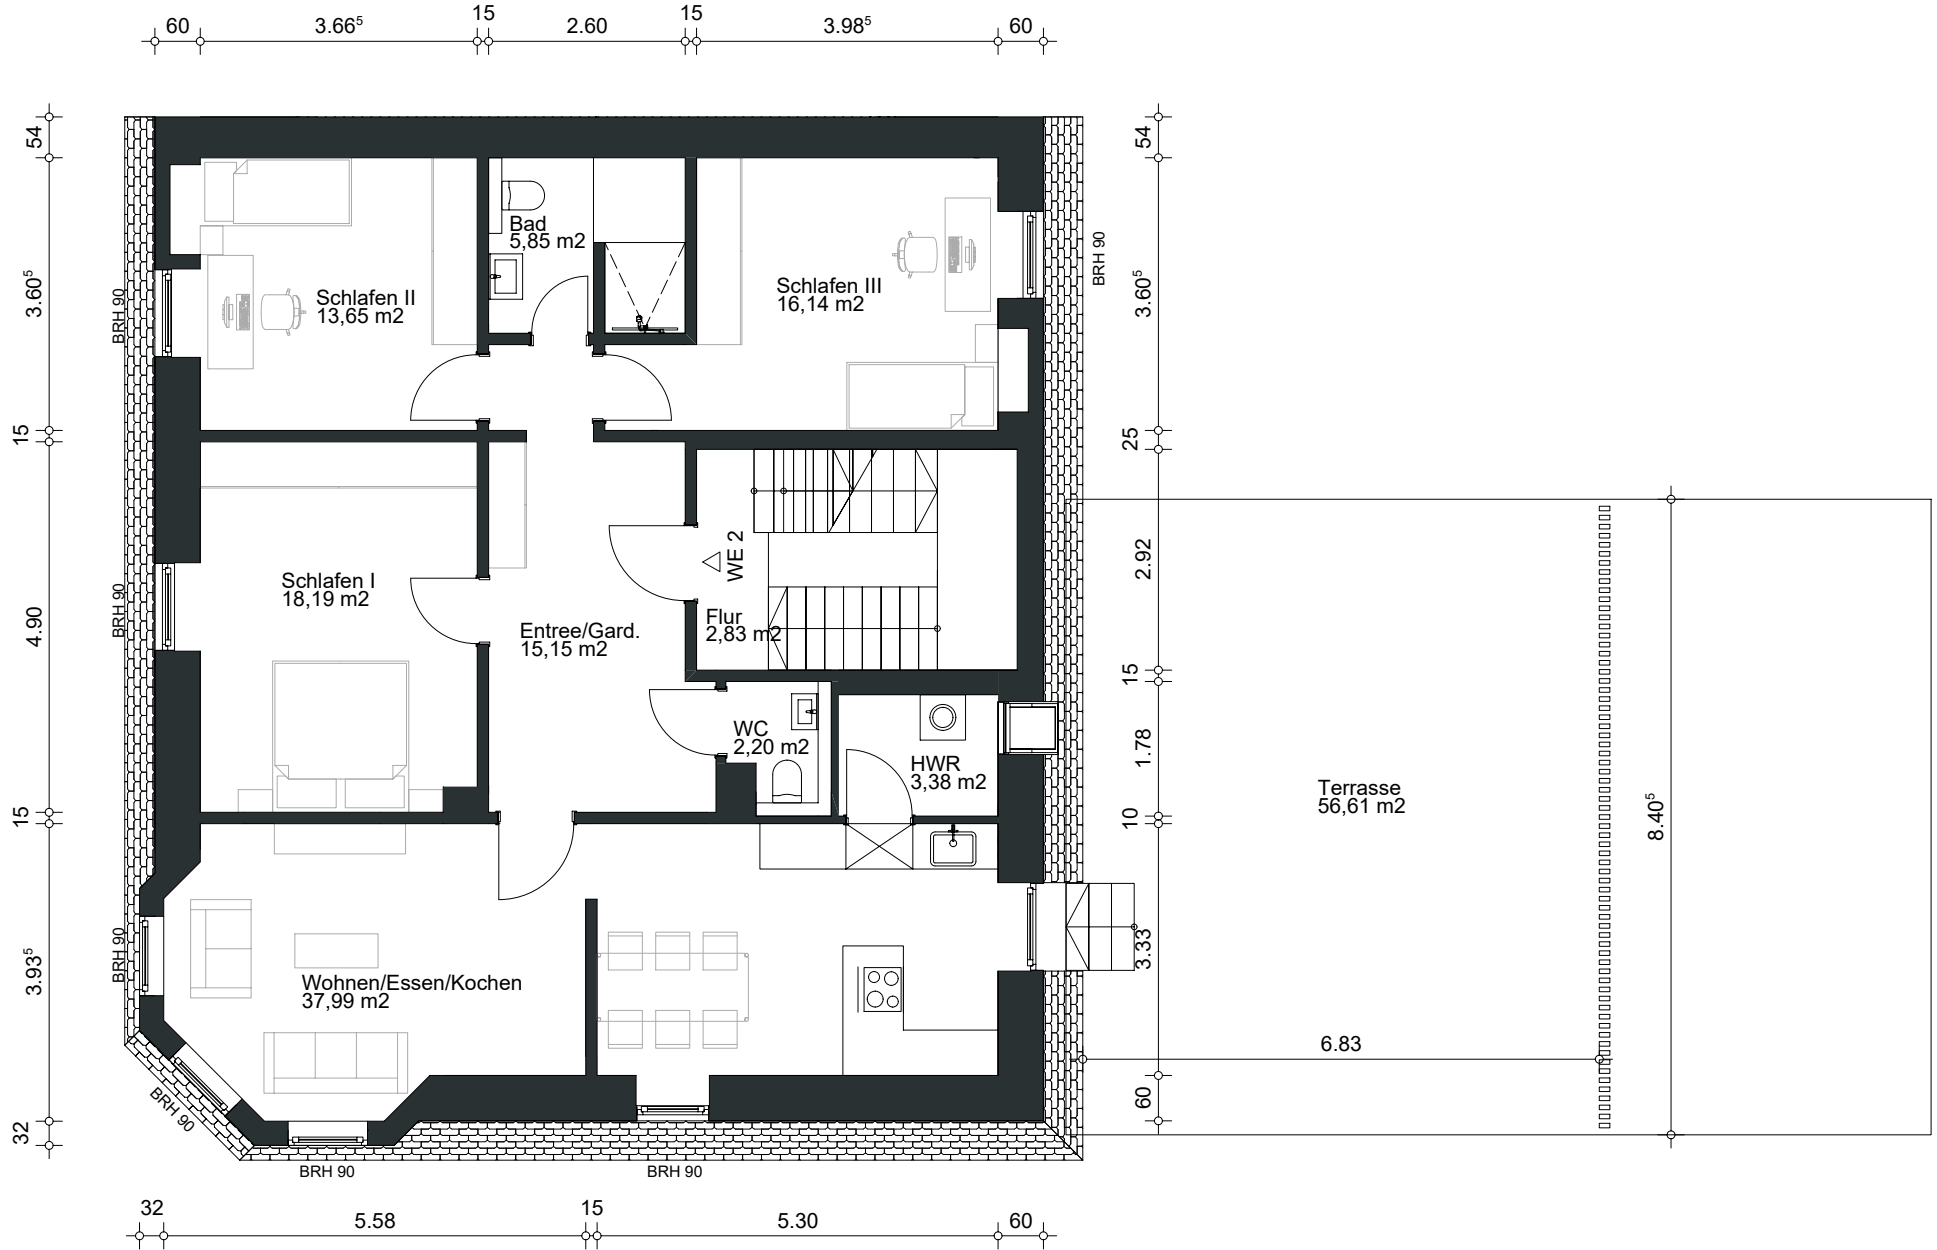 60
3.66⁵
15
2.60
15
3.98⁵
60
54
3.60⁵
15
4.90
15
3.93⁵
32
54
3.60⁵
25
2.92
15
1.78
10
3.33
60
BRH 90
BRH 90
BRH 90
BRH 90
BRH 90
BRH 90
BRH 90
Bad
5,85 m2
Schlafen II
13,65 m2
Schlafen III
16,14 m2
Schlafen I
18,19 m2
WE 2
Flur
2,83 m2
Entree/Gard.
15,15 m2
WC
2,20 m2
HWR
3,38 m2
Terrasse
56,61 m2
8.40⁵
Wohnen/Essen/Kochen
37,99 m2
6.83
32
5.58
15
5.30
60